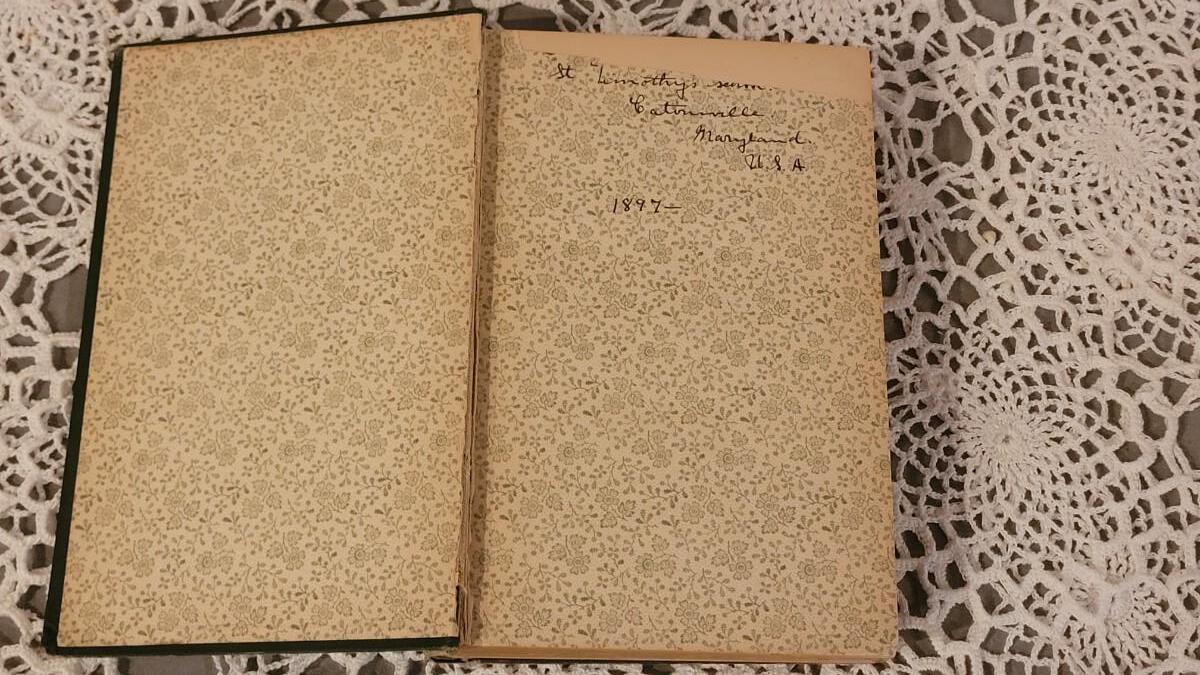 St Timothy's
Catonsville
Maryland.
U.S.A
1897—